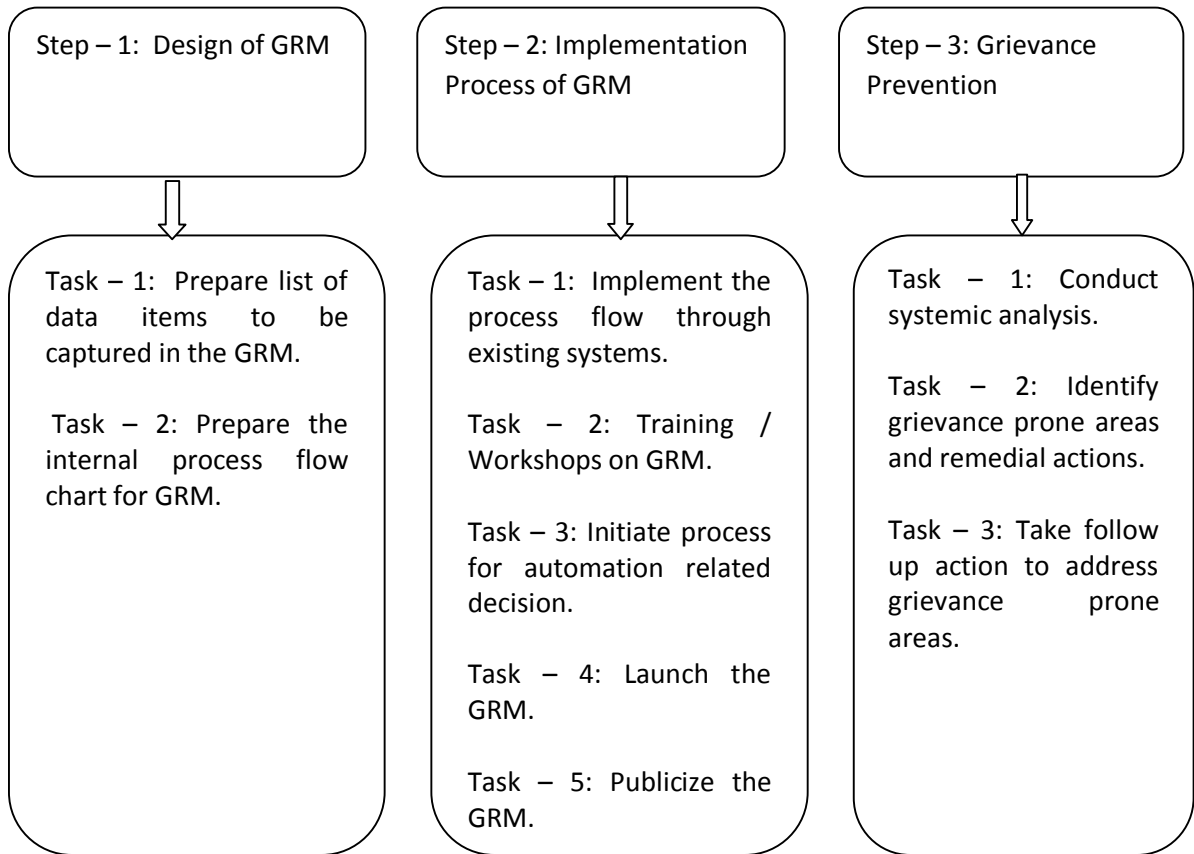 Step – 1:  Design of GRM
Step – 2: Implementation
Process of GRM
Step – 3: Grievance
Prevention
Task – 1:  Prepare list of
data items to be
captured in the GRM.
Task – 2: Prepare the
internal process flow
chart for GRM.
Task – 1:  Implement the
process flow through
existing systems.
Task – 2: Training /
Workshops on GRM.
Task – 3: Initiate process
for automation related
decision.
Task – 4: Launch the
GRM.
Task – 5: Publicize the
GRM.
Task – 1: Conduct
systemic analysis.
Task – 2: Identify
grievance prone areas
and remedial actions.
Task – 3: Take follow
up action to address
grievance prone
areas.